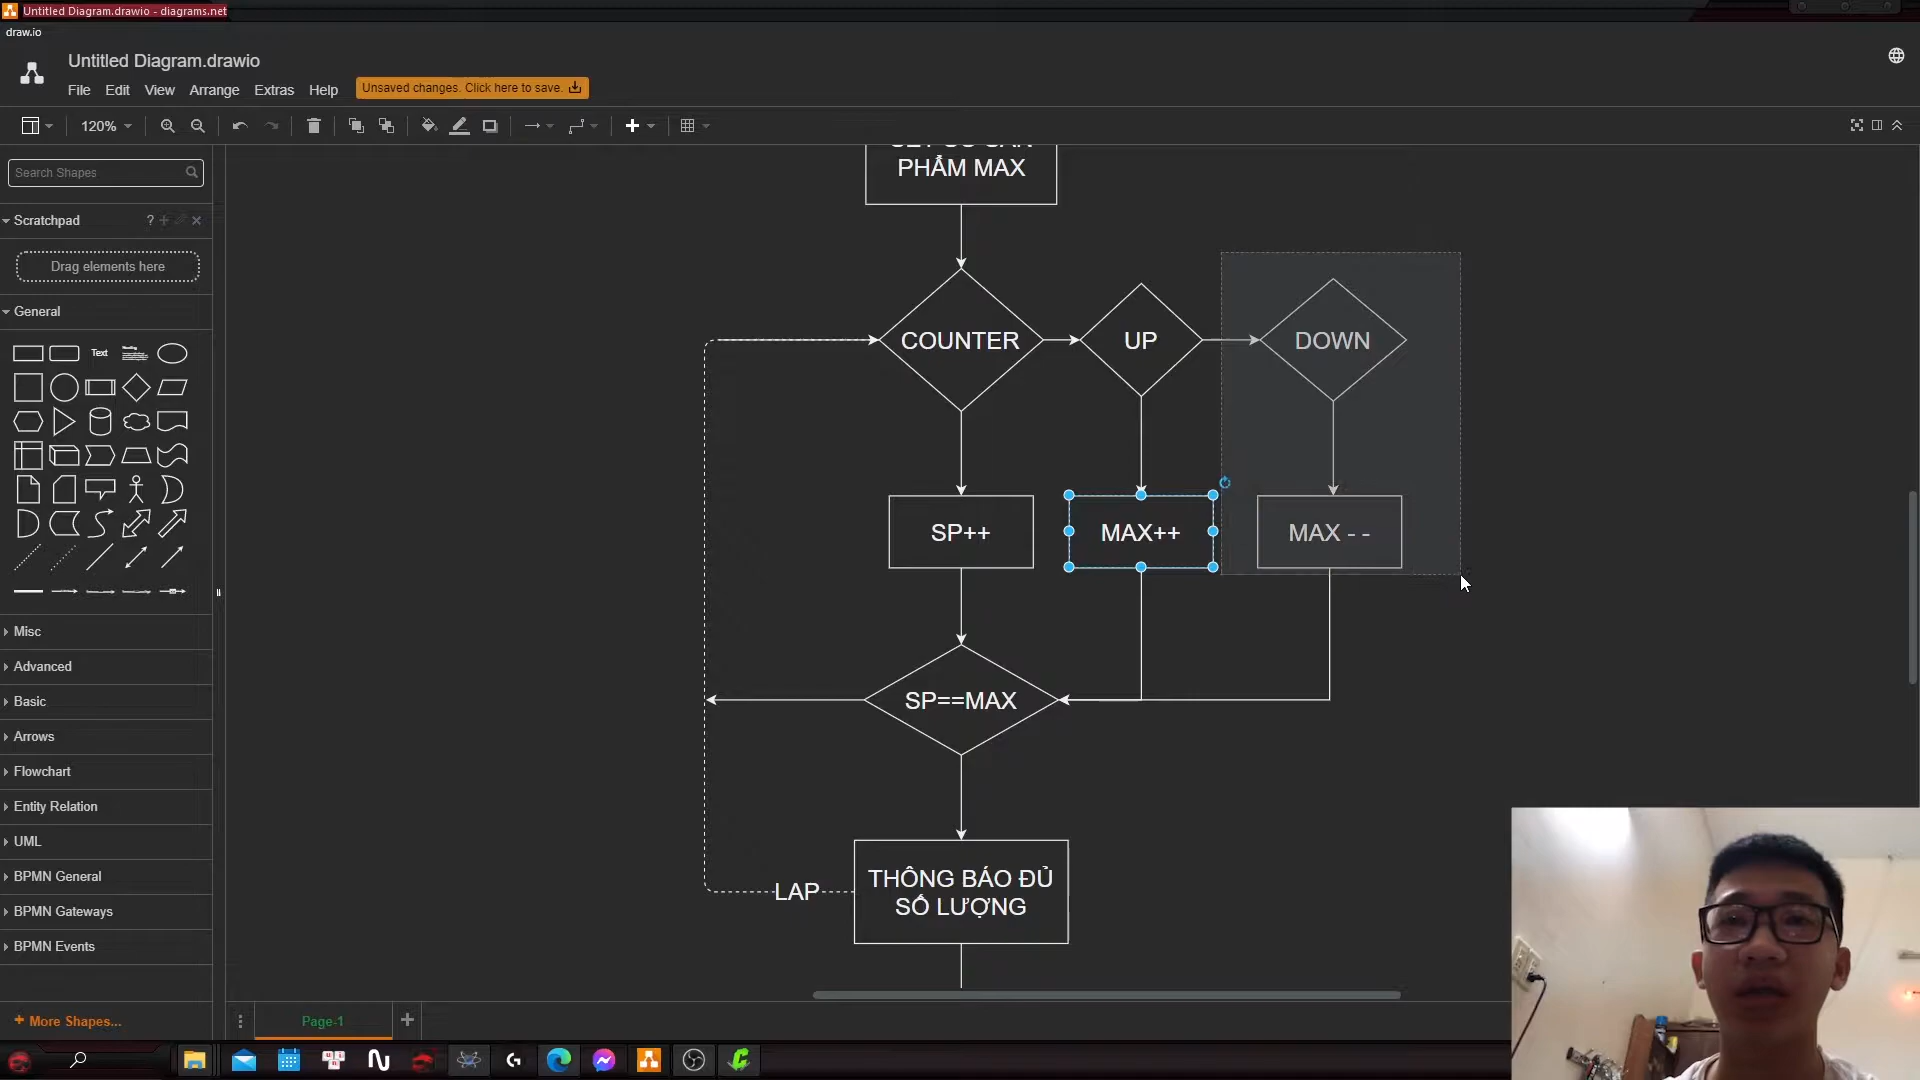 Untitled Diagram.drawio - diagrams.net
draw.io
Untitled Diagram.drawio
File Edit View Arrange Extras Help
Unsaved changes. Click here to save.
120%
Search Shapes
Scratchpad
?
Drag elements here
General
Text
Misc
Advanced
Basic
Arrows
Flowchart
Entity Relation
UML
BPMN General
BPMN Gateways
BPMN Events
+ More Shapes...
PHẨM MAX
COUNTER
UP
DOWN
SP++
MAX++
MAX - -
SP==MAX
THÔNG BÁO ĐỦ
SỐ LƯỢNG
LAP
Page-1